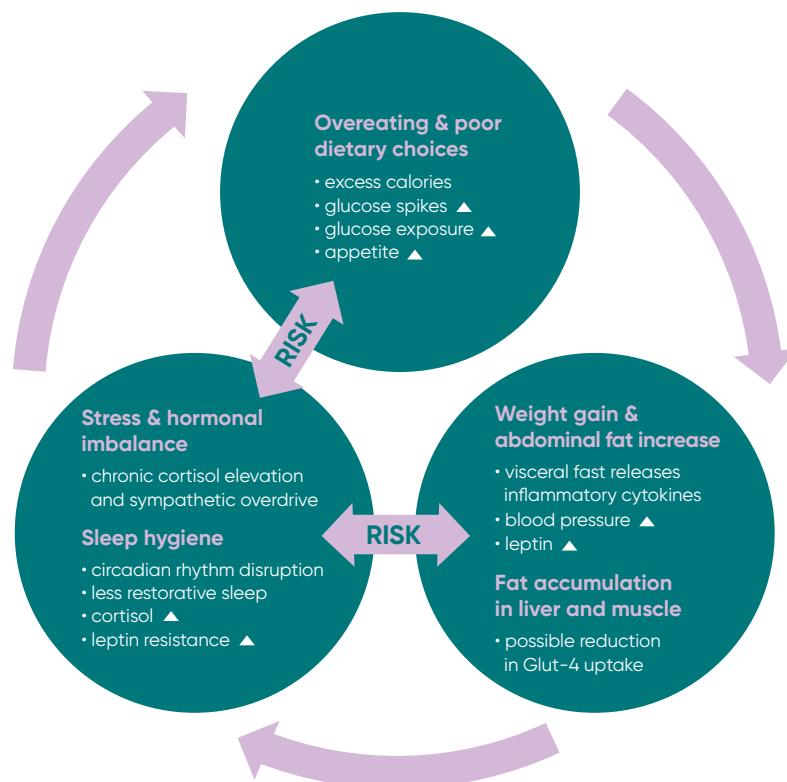 Overeating & poor
dietary choices
• excess calories
• glucose spikes ▲
• glucose exposure ▲
• appetite ▲
RISK
Stress & hormonal
imbalance
• chronic cortisol elevation
and sympathetic overdrive
Sleep hygiene
• circadian rhythm disruption
• less restorative sleep
• cortisol ▲
• leptin resistance ▲
RISK
Weight gain &
abdominal fat increase
• visceral fast releases
inflammatory cytokines
• blood pressure ▲
• leptin ▲
Fat accumulation
in liver and muscle
• possible reduction
in Glut-4 uptake